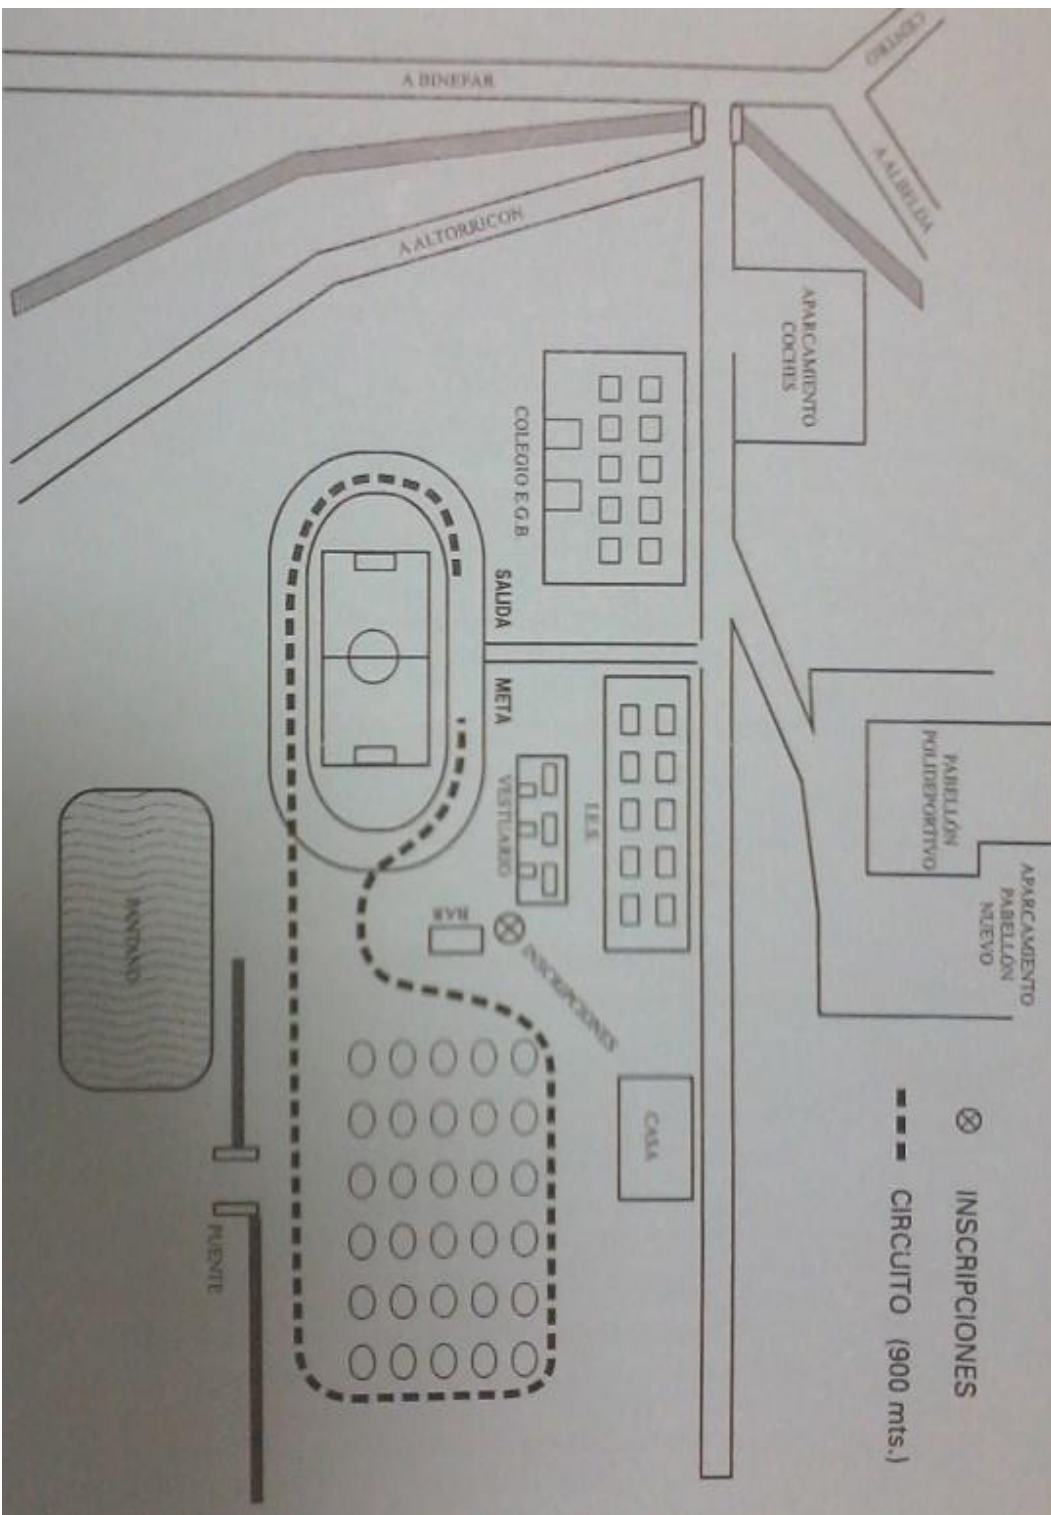 CENTRO
A BINEFAR
A ALBELDA
A ALTORRICON
APARCAMIENTO
COCHES
COLEGIO E.G.B
SALIDA
META
PABELLÓN
POLIDEPORTIVO
APARCAMIENTO
PABELLÓN
NUEVO
I.E.S.
VESTUARIO
BAR
INSCRIPCIONES
CASA
PANTANO
PUENTE
INSCRIPCIONES
CIRCUITO (900 mts.)